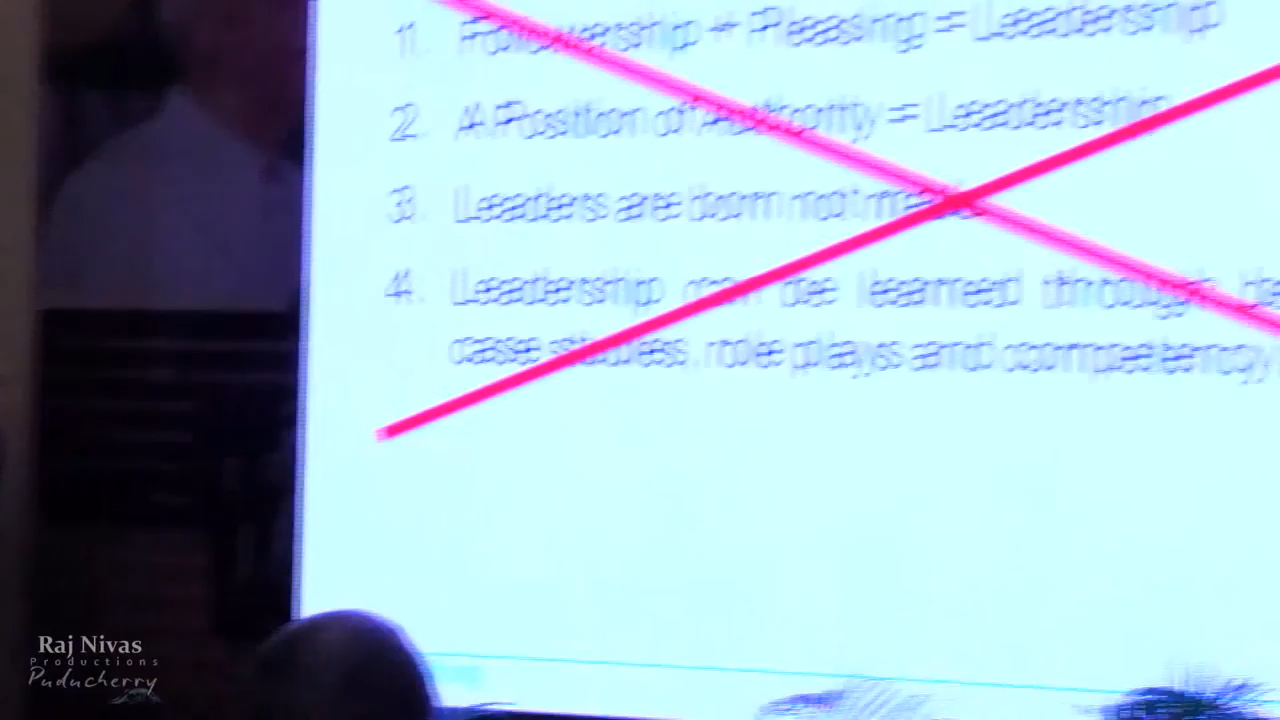 1. Followership + Pleasing = Leadership
2. A Position of Authority = Leadership
3. Leaders are born not made
4. Leadership can be learned through
case studies, role plays and competency
Raj Nivas
Productions
Puducherry